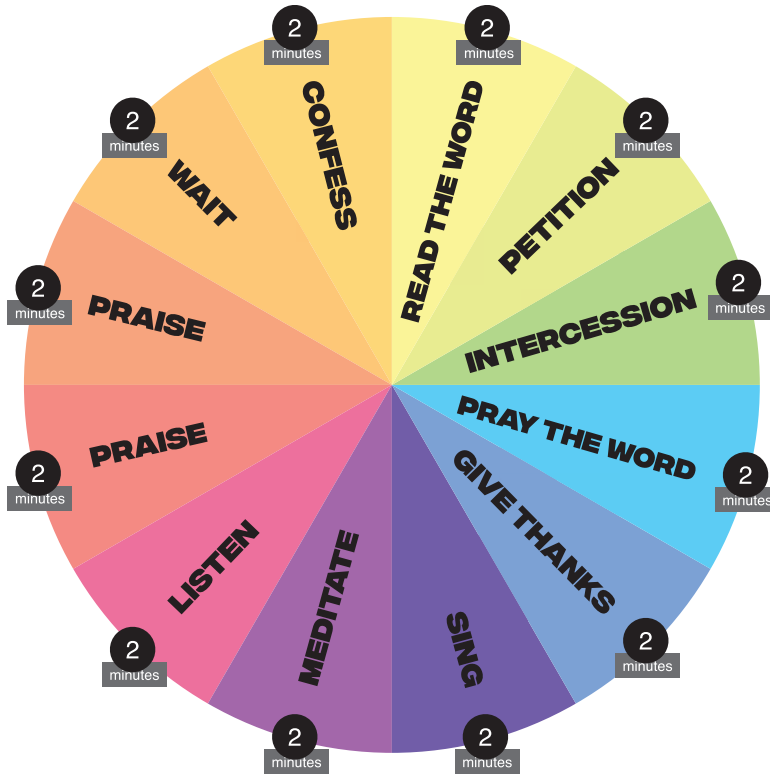 2
minutes
READ THE WORD
2
minutes
PETITION
2
minutes
INTERCESSION
2
minutes
PRAY THE WORD
2
minutes
GIVE THANKS
2
minutes
SING
2
minutes
MEDITATE
2
minutes
LISTEN
2
minutes
PRAISE
2
minutes
PRAISE
2
minutes
WAIT
2
minutes
CONFESS